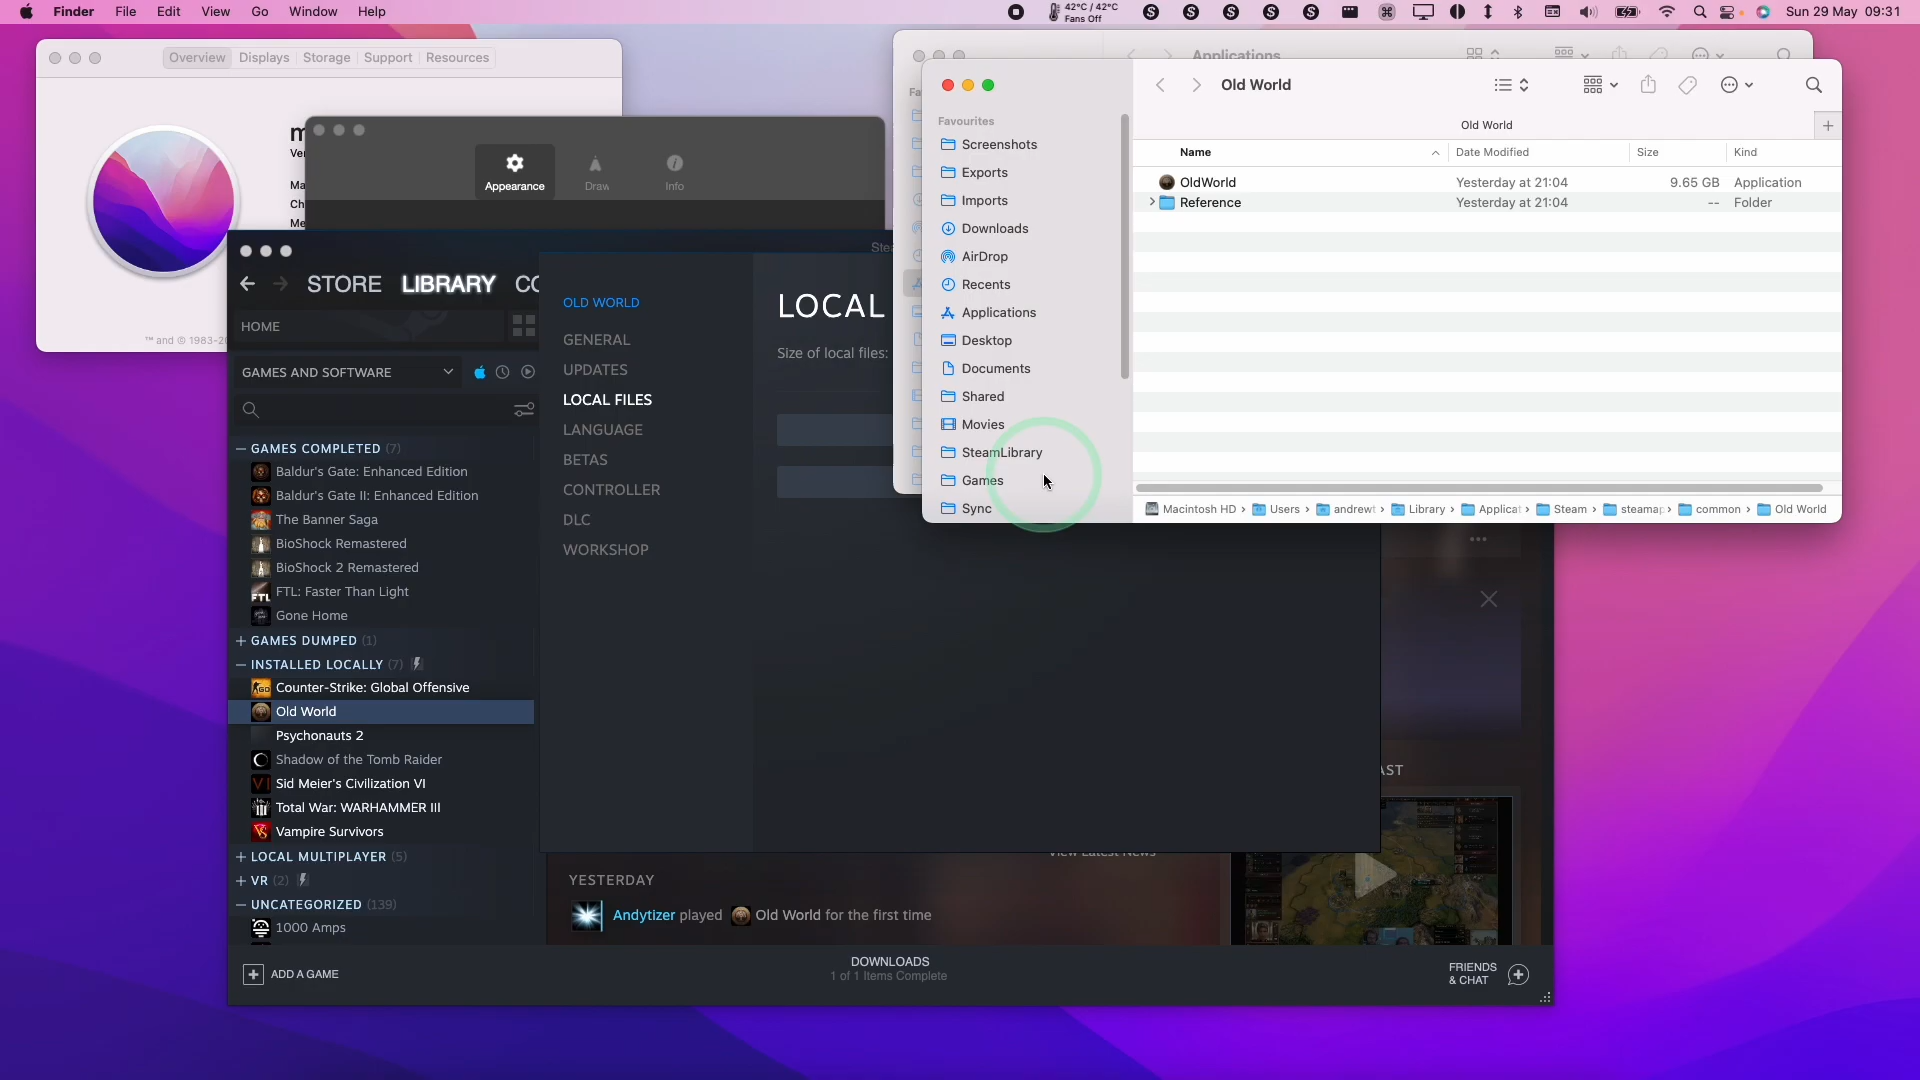 Finder File Edit View Go Window Help
42°C / 42°C
Fans Off
Sun 29 May 09:31
Overview Displays Storage Support Resources
™ and © 1983-
Appearance Draw Info
STORE LIBRARY
HOME
GAMES AND SOFTWARE
GAMES COMPLETED (7)
Baldur's Gate: Enhanced Edition
Baldur's Gate II: Enhanced Edition
The Banner Saga
BioShock Remastered
BioShock 2 Remastered
FTL: Faster Than Light
Gone Home
GAMES DUMPED (1)
INSTALLED LOCALLY (7)
Counter-Strike: Global Offensive
Old World
Psychonauts 2
Shadow of the Tomb Raider
Sid Meier's Civilization VI
Total War: WARHAMMER III
Vampire Survivors
LOCAL MULTIPLAYER (5)
VR (2)
UNCATEGORIZED (139)
1000 Amps
ADD A GAME
OLD WORLD
GENERAL
UPDATES
LOCAL FILES
LANGUAGE
BETAS
CONTROLLER
DLC
WORKSHOP
LOCAL
Size of local files:
YESTERDAY
Andytizer played Old World for the first time
DOWNLOADS
1 of 1 Items Complete
FRIENDS
& CHAT
Applications
Old World
Favourites
Screenshots
Exports
Imports
Downloads
AirDrop
Recents
Applications
Desktop
Documents
Shared
Movies
SteamLibrary
Games
Sync
Old World
Name Date Modified Size Kind
OldWorld Yesterday at 21:04 9.65 GB Application
Reference Yesterday at 21:04 -- Folder
Macintosh HD › Users › andrewt › Library › Applicat › Steam › steamap › common › Old World